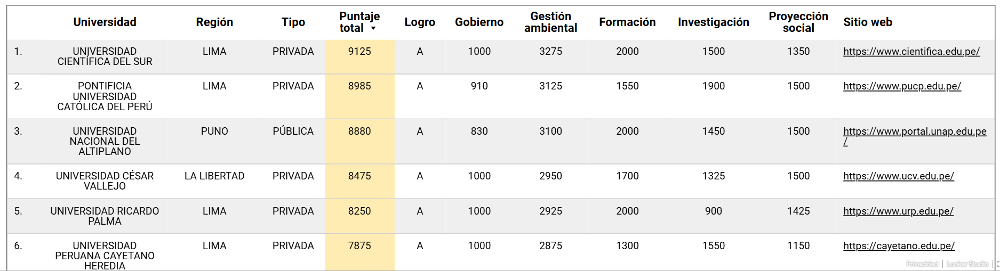 Universidad Región Tipo Puntaje total Logro Gobierno Gestión ambiental Formación Investigación Proyección social Sitio web
1. UNIVERSIDAD CIENTÍFICA DEL SUR LIMA PRIVADA 9125 A 1000 3275 2000 1500 1350 https://www.cientifica.edu.pe/
2. PONTIFICIA UNIVERSIDAD CATÓLICA DEL PERÚ LIMA PRIVADA 8985 A 910 3125 1550 1900 1500 https://www.pucp.edu.pe/
3. UNIVERSIDAD NACIONAL DEL ALTIPLANO PUNO PÚBLICA 8880 A 830 3100 2000 1450 1500 https://www.portal.unap.edu.pe/
4. UNIVERSIDAD CÉSAR VALLEJO LA LIBERTAD PRIVADA 8475 A 1000 2950 1700 1325 1500 https://www.ucv.edu.pe/
5. UNIVERSIDAD RICARDO PALMA LIMA PRIVADA 8250 A 1000 2925 2000 900 1425 https://www.urp.edu.pe/
6. UNIVERSIDAD PERUANA CAYETANO HEREDIA LIMA PRIVADA 7875 A 1000 2875 1300 1550 1150 https://cayetano.edu.pe/
Privacidad | Looker Studio |